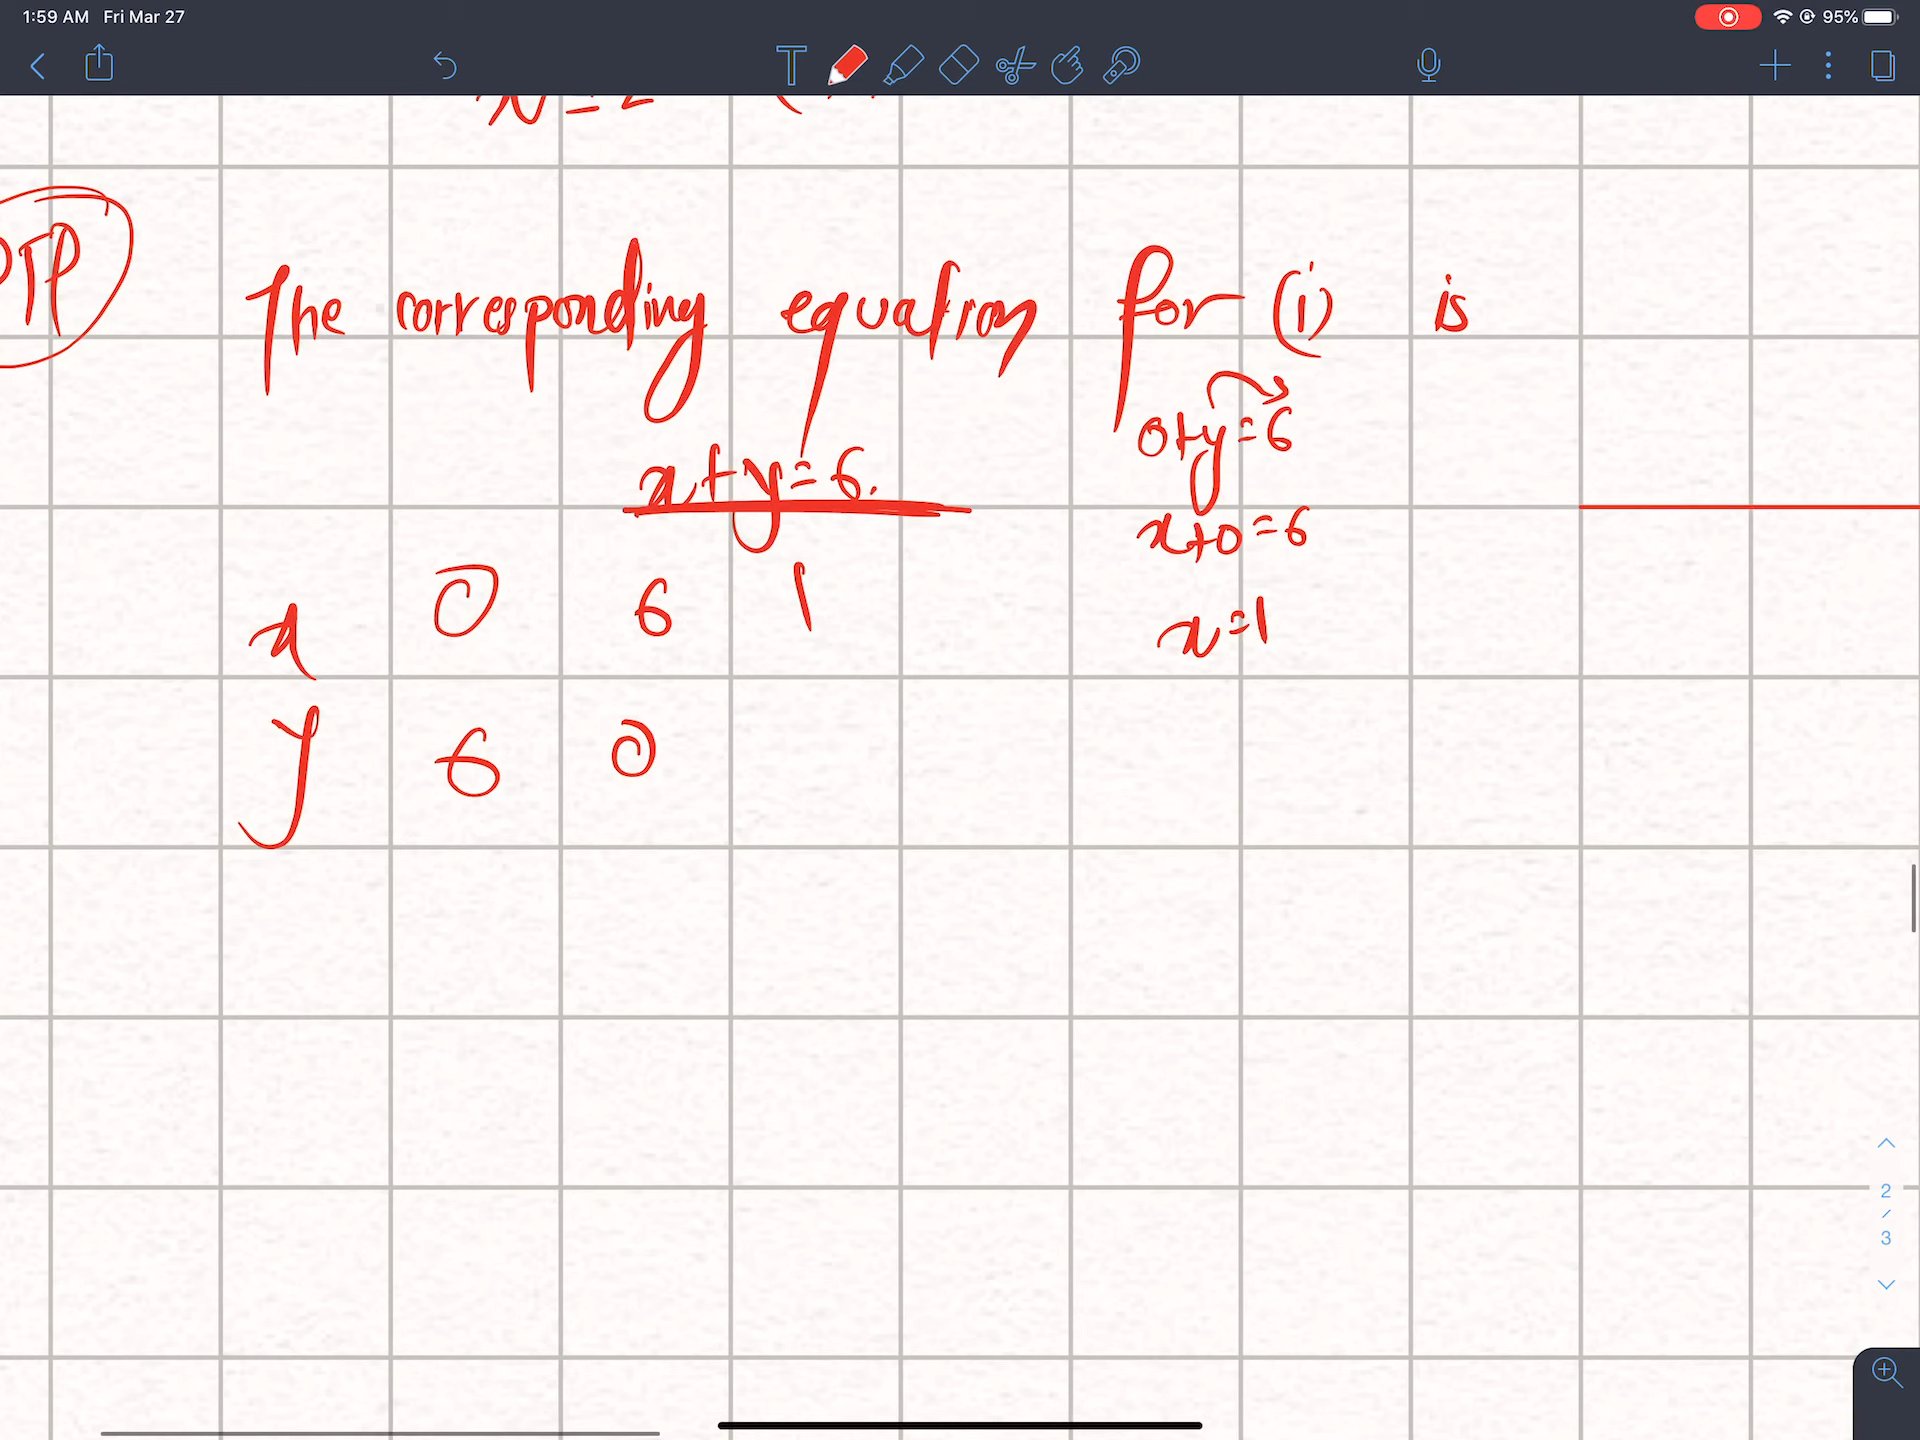 1:59 AM Fri Mar 27
95%
The corresponding equation for (i) is
0+y=6
x+y=6.
x+0=6
x 0 6 1
x=1
y 6 0
2
/
3